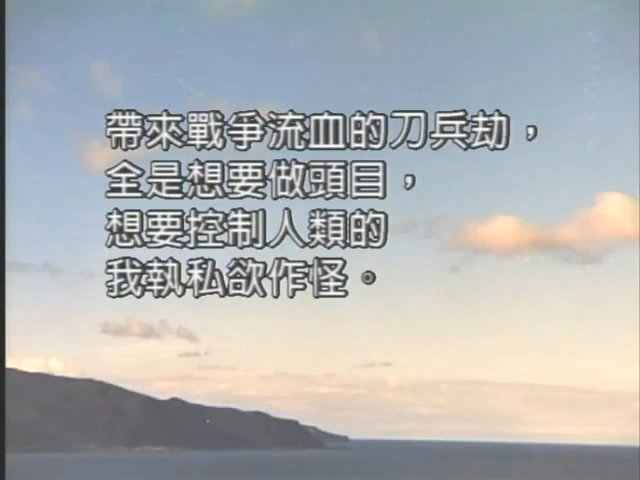 帶來戰爭流血的刀兵劫，
全是想要做頭目，
想要控制人類的
我執私欲作怪。